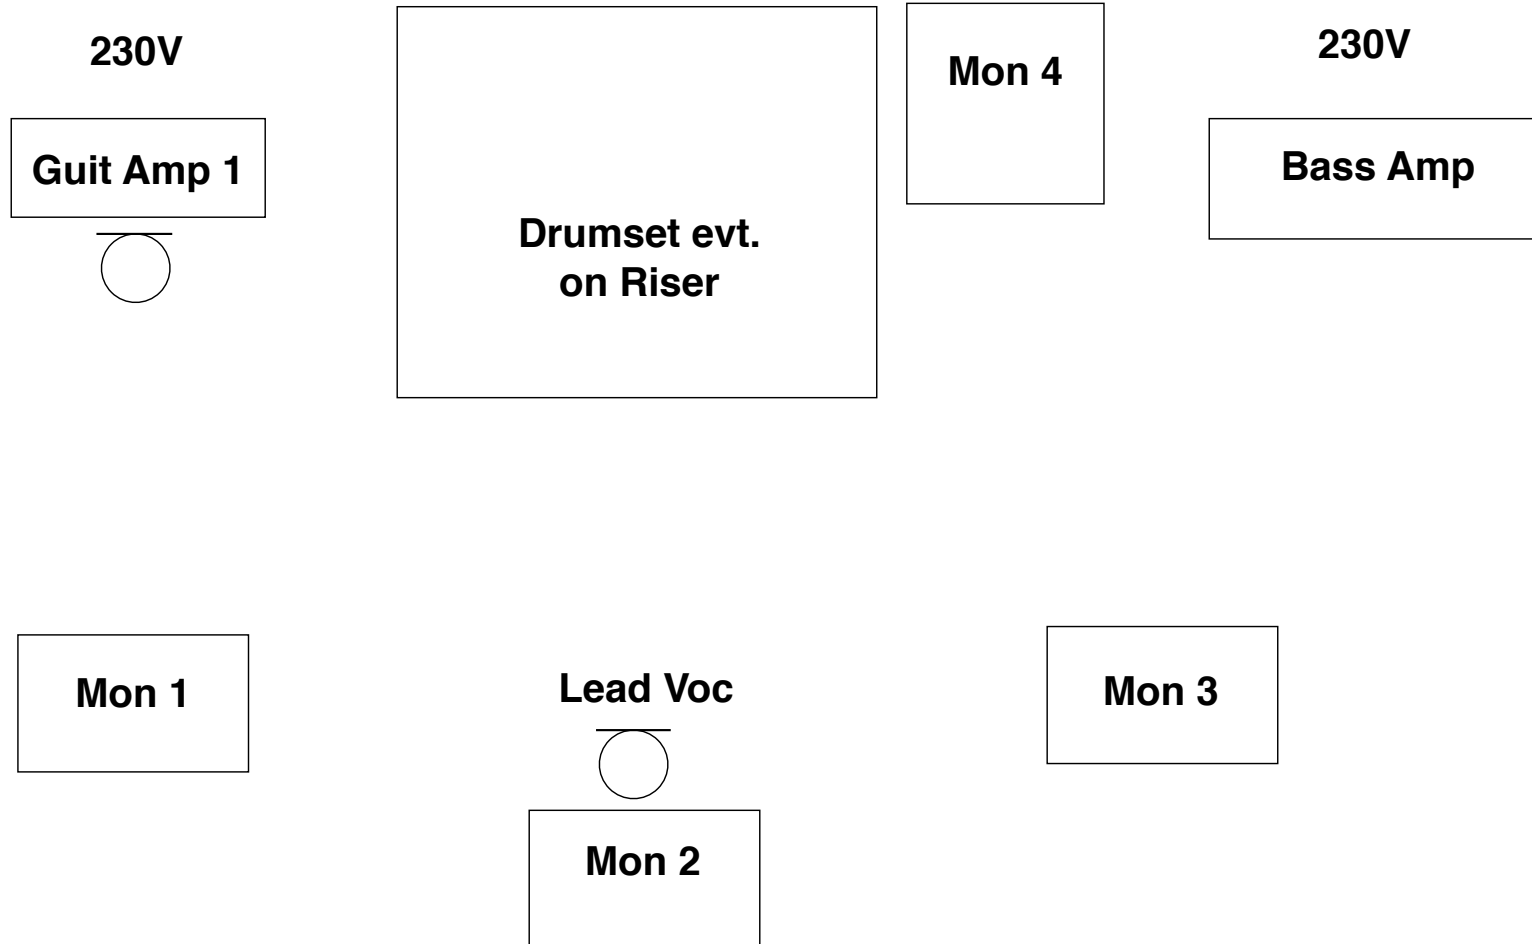 230V
Mon 4
230V
Guit Amp 1
Bass Amp
Drumset evt.
on Riser
Mon 1
Lead Voc
Mon 3
Mon 2